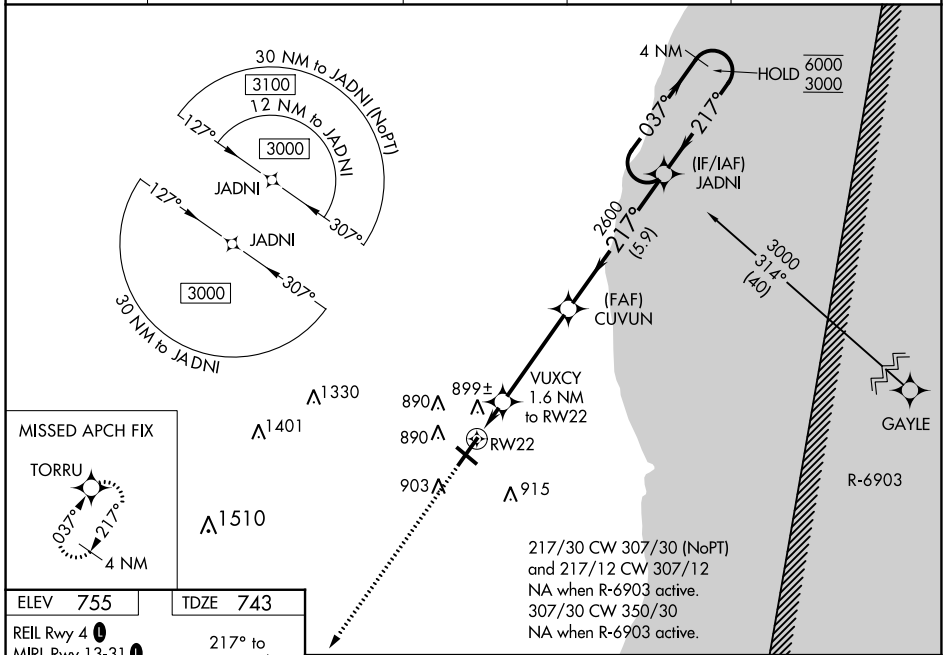 30 NM to JADNI (NoPT)
3100
12 NM to JADNI
3000
127°
JADNI
307°
127°
JADNI
307°
3000
30 NM to JADNI
4 NM
HOLD
6000
3000
037°
217°
(IF/IAF)
JADNI
2600
217°
(5.9)
3000
314°
(40)
(FAF)
CUVUN
VUXCY
1.6 NM
to RW22
GAYLE
R-6903
1330
1401
890
899±
890
RW22
903
915
1510
MISSED APCH FIX
TORRU
037°
217°
4 NM
217/30 CW 307/30 (NoPT)
and 217/12 CW 307/12
NA when R-6903 active.
307/30 CW 350/30
NA when R-6903 active.
ELEV 755
TDZE 743
REIL Rwy 4 L
MIRL Rwy 13-31 L
217° to